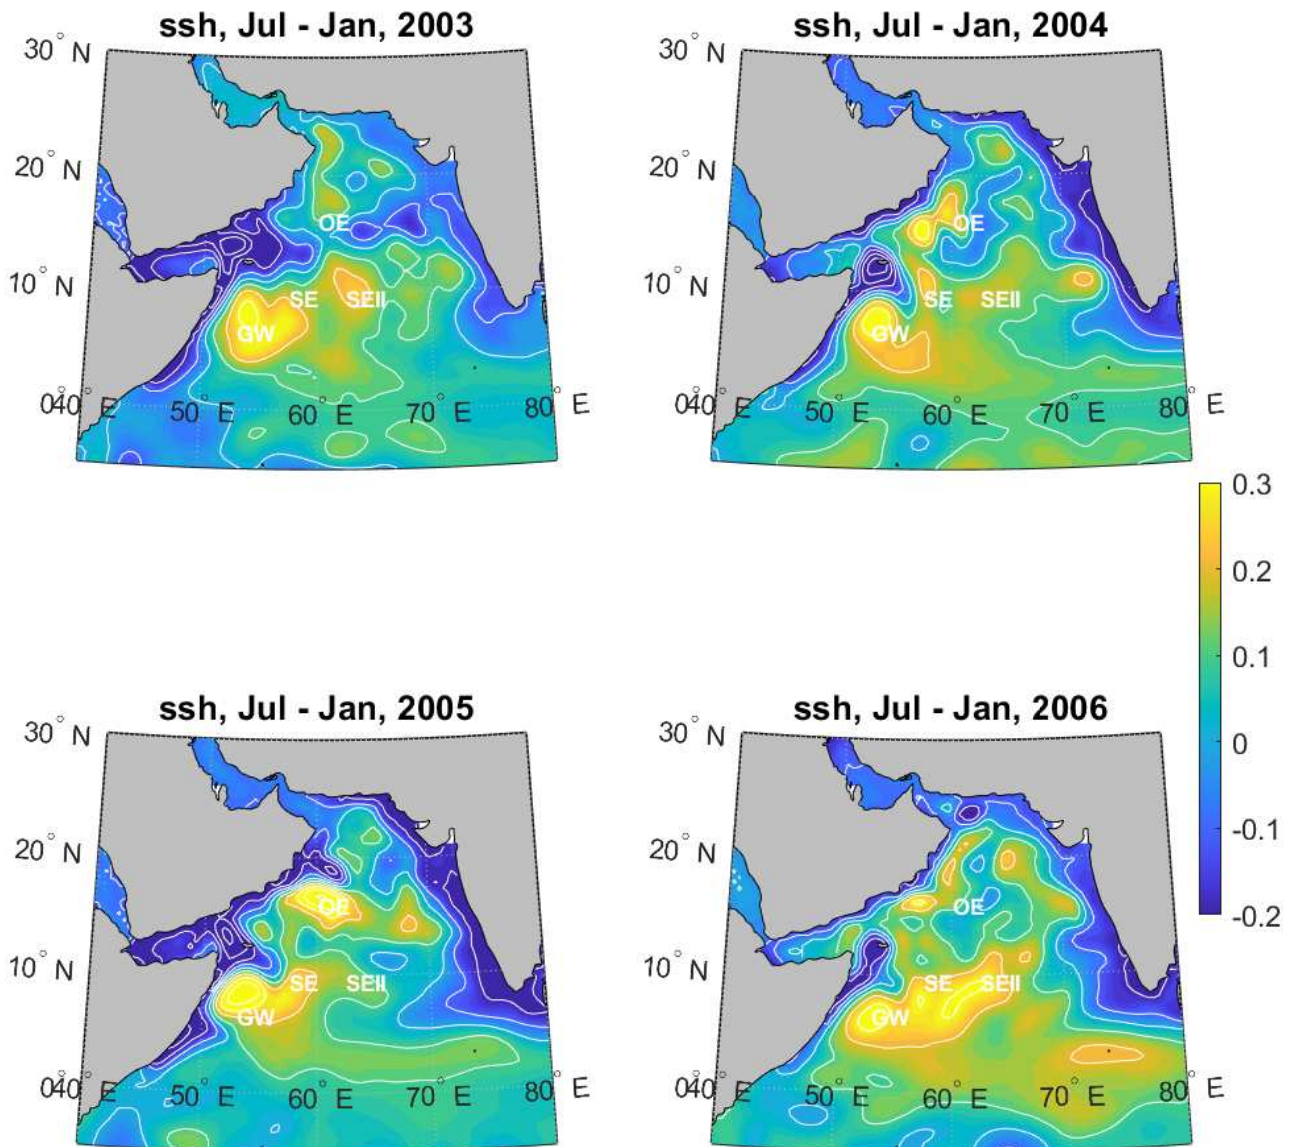 ssh, Jul - Jan, 2003
30° N
20° N
10° N
0°
40° E
50° E
60° E
70° E
80° E
OE
SE
SEII
GW
ssh, Jul - Jan, 2004
30° N
20° N
10° N
0°
40° E
50° E
60° E
70° E
80° E
OE
SE
SEII
GW
0.3
0.2
0.1
0
-0.1
-0.2
ssh, Jul - Jan, 2005
30° N
20° N
10° N
0°
40° E
50° E
60° E
70° E
80° E
OE
SE
SEII
GW
ssh, Jul - Jan, 2006
30° N
20° N
10° N
0°
40° E
50° E
60° E
70° E
80° E
OE
SE
SEII
GW